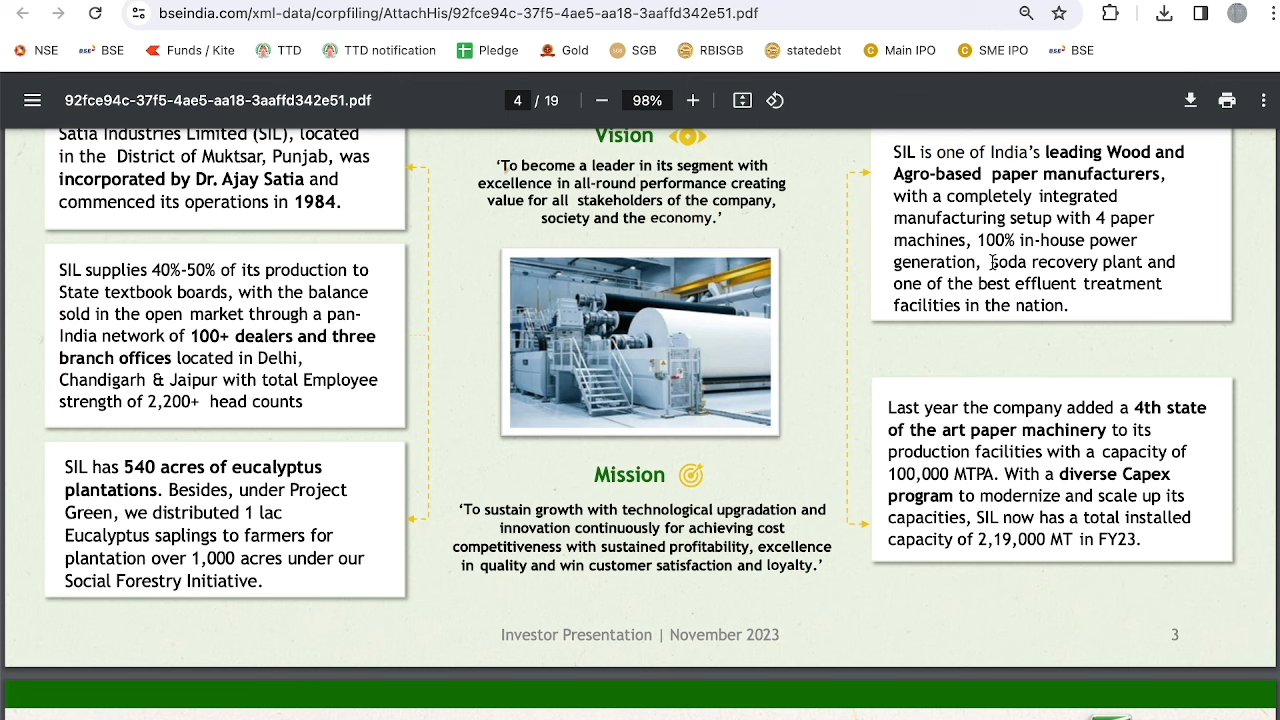 bseindia.com/xml-data/corpfiling/AttachHis/92fce94c-37f5-4ae5-aa18-3aaffd342e51.pdf
NSE BSE Funds / Kite TTD TTD notification Pledge Gold SGB RBISGB statedebt Main IPO SME IPO BSE
92fce94c-37f5-4ae5-aa18-3aaffd342e51.pdf 4 / 19 98%
Satia Industries Limited (SIL), located
in the District of Muktsar, Punjab, was
incorporated by Dr. Ajay Satia and
commenced its operations in 1984.
SIL supplies 40%-50% of its production to
State textbook boards, with the balance
sold in the open market through a pan-
India network of 100+ dealers and three
branch offices located in Delhi,
Chandigarh & Jaipur with total Employee
strength of 2,200+ head counts
SIL has 540 acres of eucalyptus
plantations. Besides, under Project
Green, we distributed 1 lac
Eucalyptus saplings to farmers for
plantation over 1,000 acres under our
Social Forestry Initiative.
Vision
‘To become a leader in its segment with
excellence in all-round performance creating
value for all stakeholders of the company,
society and the economy.’
Mission
‘To sustain growth with technological upgradation and
innovation continuously for achieving cost
competitiveness with sustained profitability, excellence
in quality and win customer satisfaction and loyalty.’
SIL is one of India’s leading Wood and
Agro-based paper manufacturers,
with a completely integrated
manufacturing setup with 4 paper
machines, 100% in-house power
generation, Soda recovery plant and
one of the best effluent treatment
facilities in the nation.
Last year the company added a 4th state
of the art paper machinery to its
production facilities with a capacity of
100,000 MTPA. With a diverse Capex
program to modernize and scale up its
capacities, SIL now has a total installed
capacity of 2,19,000 MT in FY23.
Investor Presentation | November 2023
3